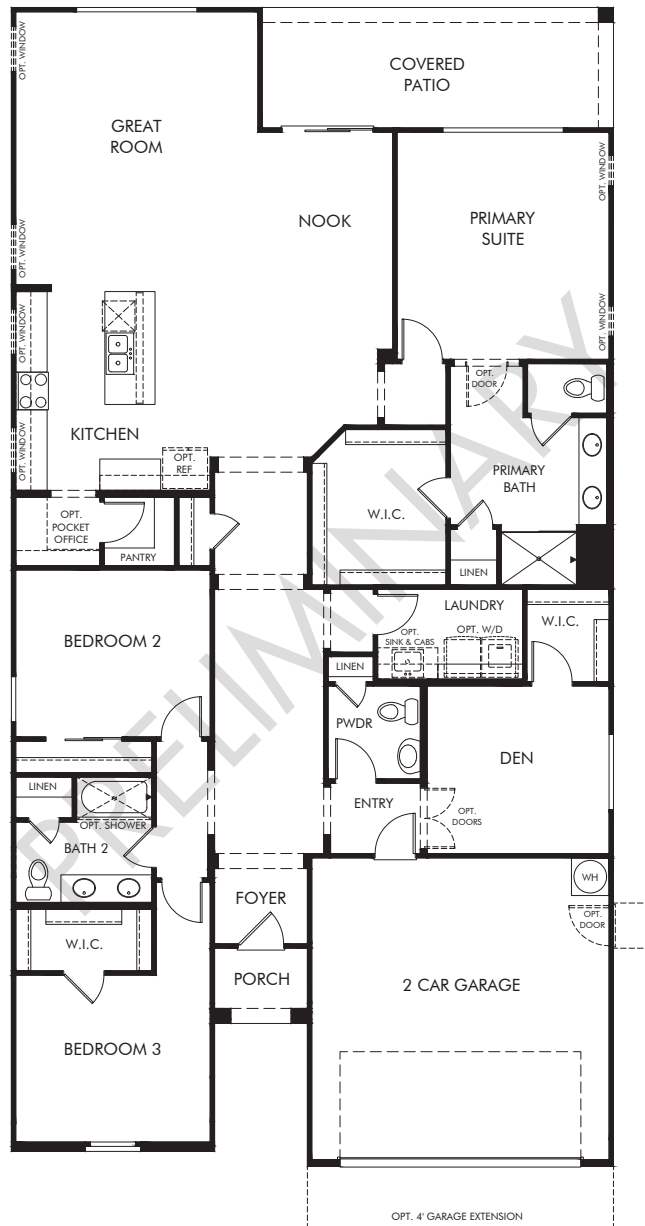 OPT. WINDOW
COVERED
PATIO
GREAT
ROOM
OPT. WINDOW
NOOK
PRIMARY
SUITE
OPT. WINDOW
OPT. WINDOW
OPT. WINDOW
OPT.
DOOR
KITCHEN
OPT. WINDOW
OPT.
REF
PRIMARY
BATH
OPT.
POCKET
OFFICE
PANTRY
W.I.C.
LINEN
LAUNDRY
OPT.
SINK & CABS
OPT. W/D
W.I.C.
BEDROOM 2
LINEN
PWDR
DEN
LINEN
OPT. SHOWER
BATH 2
ENTRY
OPT.
DOORS
FOYER
WH
OPT.
DOOR
W.I.C.
PORCH
2 CAR GARAGE
BEDROOM 3
OPT. 4' GARAGE EXTENSION
PRELIMINARY